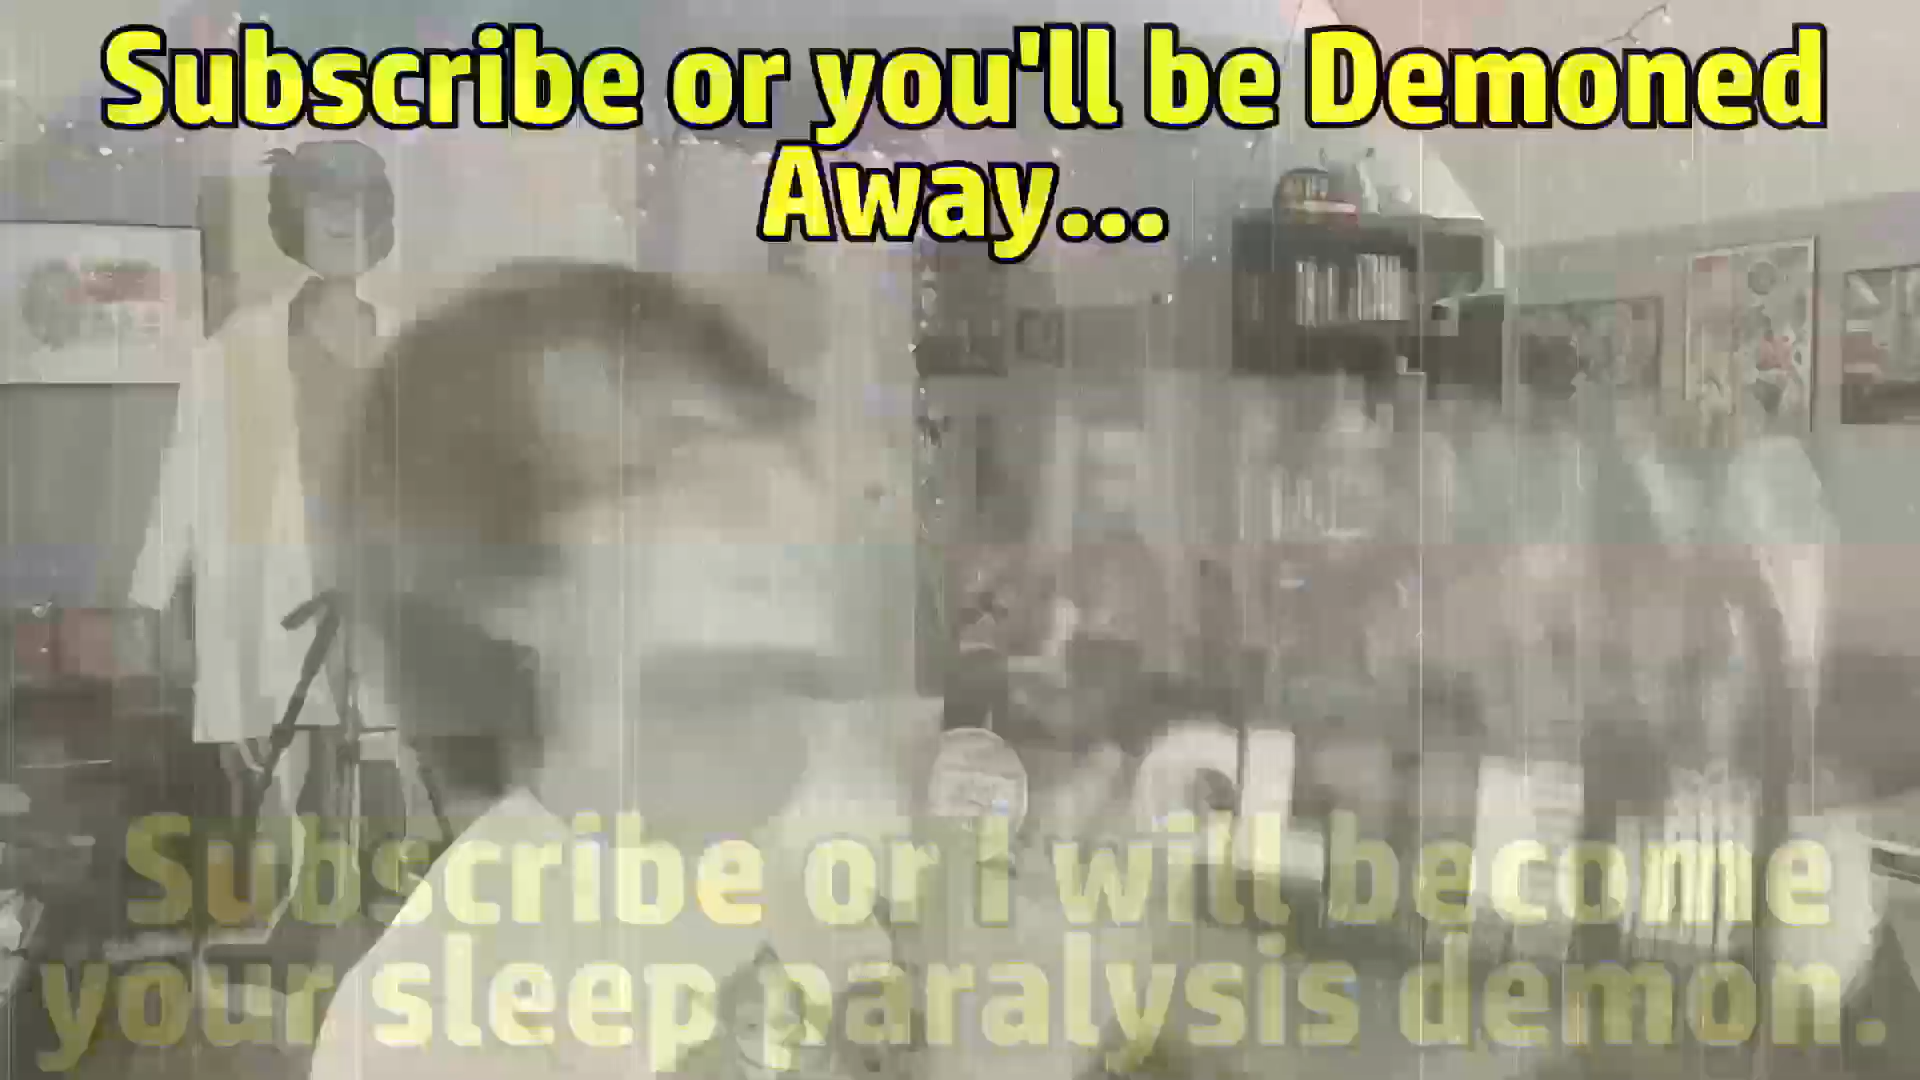 Subscribe or you'll be Demoned
Away...
Subscribe or I will become
your sleep paralysis demon.